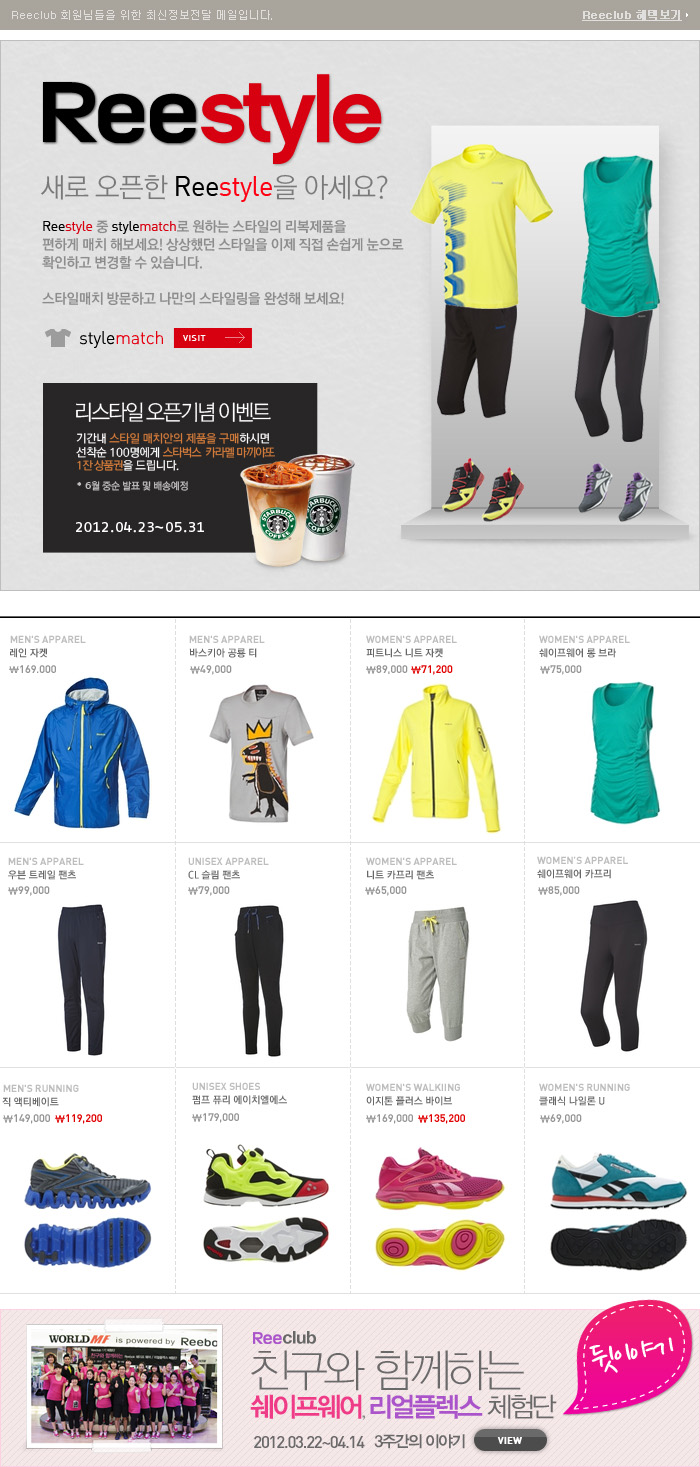 Reeclub 회원님들을 위한 최신정보전달 메일입니다.
Reeclub 혜택보기
Reestyle
새로 오픈한 Reestyle을 아세요?
Reestyle 중 stylematch로 원하는 스타일의 리복제품을
편하게 매치 해보세요! 상상했던 스타일을 이제 직접 손쉽게 눈으로
확인하고 변경할 수 있습니다.
스타일매치 방문하고 나만의 스타일링을 완성해 보세요!
stylematch VISIT
리스타일 오픈기념 이벤트
기간내 스타일 매치안의 제품을 구매하시면
선착순 100명에게 스타벅스 카라멜 마끼야또
1잔 상품권을 드립니다.
* 6월 중순 발표 및 배송예정
2012.04.23~05.31
STARBUCKS COFFEE
STARBUCKS COFFEE
MEN'S APPAREL
레인 자켓
₩169.000
MEN'S APPAREL
바스키아 공룡 티
₩49,000
WOMEN'S APPAREL
피트니스 니트 자켓
₩89,000 ₩71,200
WOMEN'S APPAREL
쉐이프웨어 롱 브라
₩75,000
MEN'S APPAREL
우븐 트레일 팬츠
₩99,000
UNISEX APPAREL
CL 슬림 팬츠
₩79,000
WOMEN'S APPAREL
니트 카프리 팬츠
₩65,000
WOMEN'S APPAREL
쉐이프웨어 카프리
₩85,000
MEN'S RUNNING
직 액티베이트
₩149,000 ₩119,200
UNISEX SHOES
펌프 퓨리 에이치엘에스
₩179,000
WOMEN'S WALKIING
이지톤 플러스 바이브
₩169,000 ₩135,200
WOMEN'S RUNNING
클래식 나일론 U
₩69,000
WORLD MF is powered by Reebo
Reeclub
친구와 함께하는
쉐이프웨어, 리얼플렉스 체험단
2012.03.22~04.14 3주간의 이야기 VIEW
뒷이야기